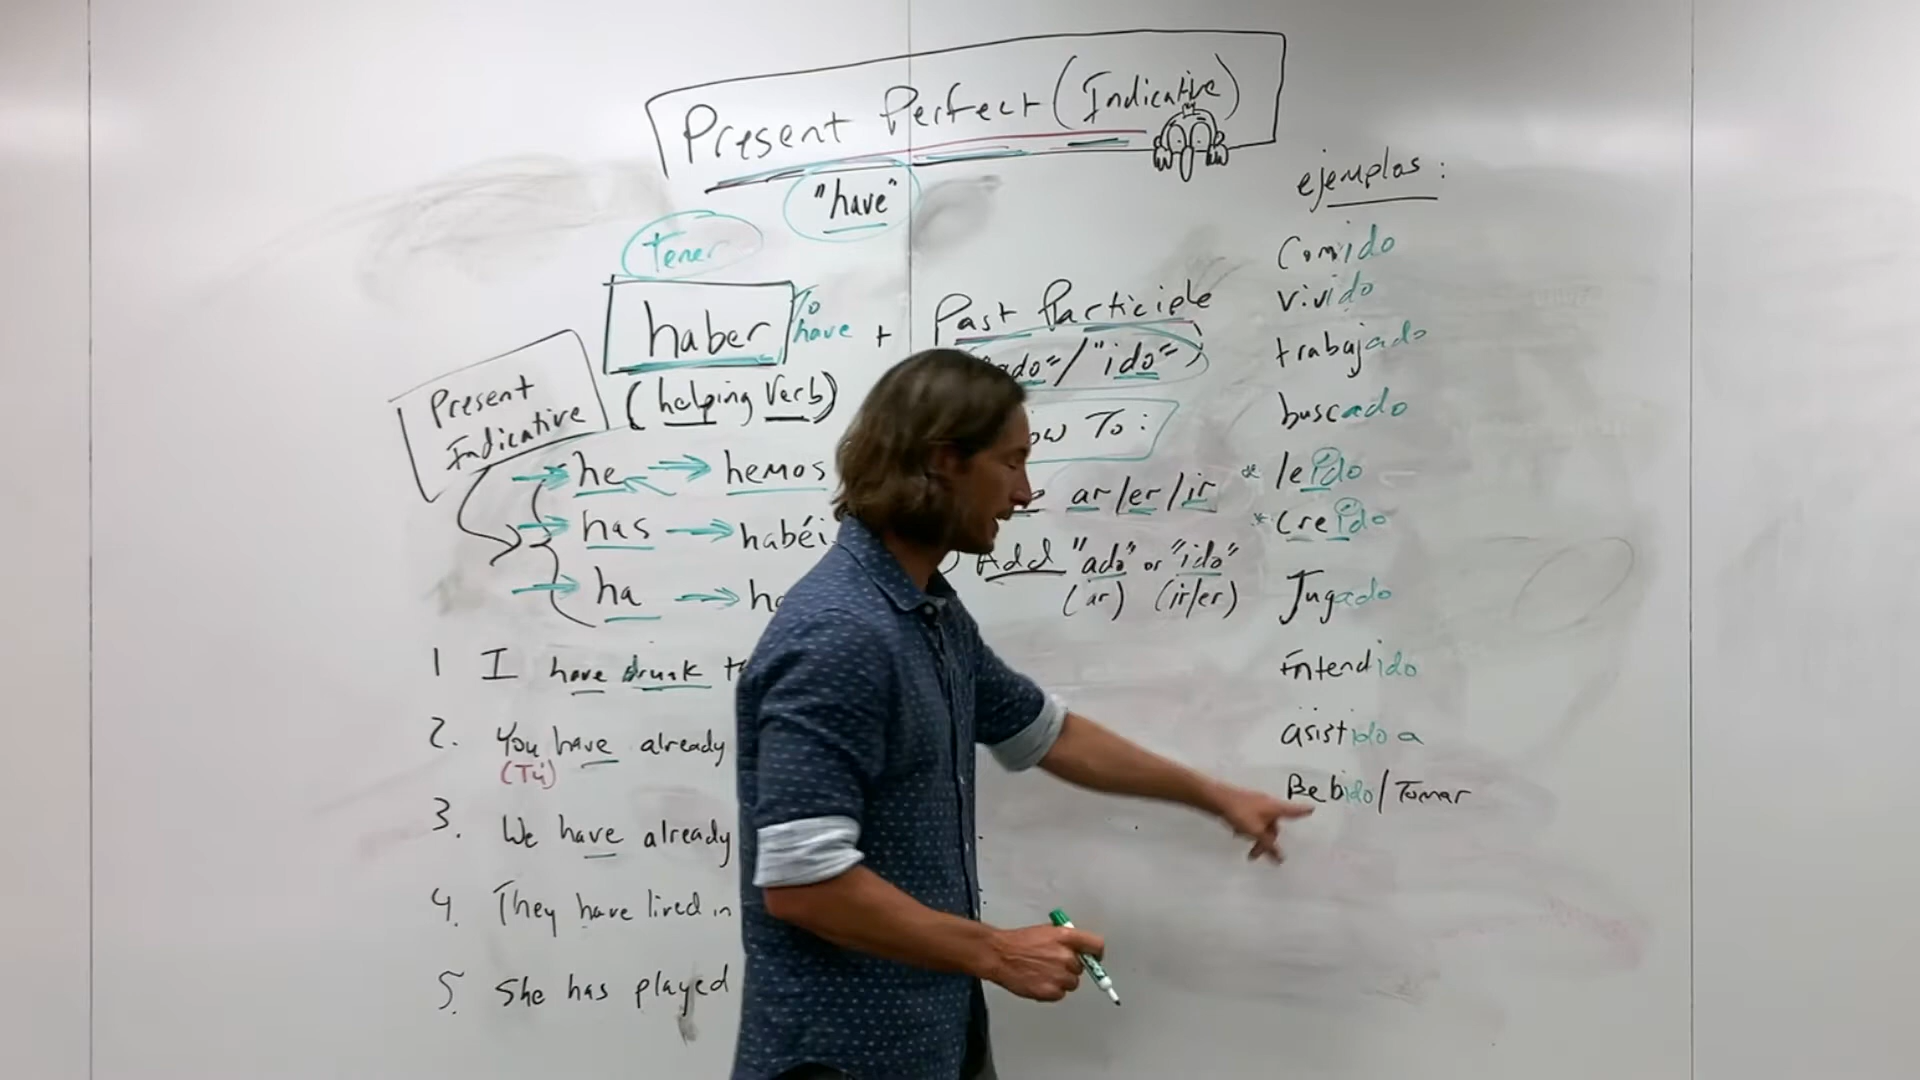 Present Perfect (Indicative)
"have"
tener
haber To have + Past Participle
(helping Verb)
"ado"/"ido"
Present Indicative
To:
he hemos
has
ha
ar/er/ir
Add "ado" or "ido"
(ar) (ir/er)
1 I have drunk
2. You have already
(Tú)
3. We have already
4. They have lived in
5. She has played
ejemplos:
Comido
vivido
trabajado
buscado
* leído
* creído
Jugado
Entendido
asistido a
Bebido/Tomar